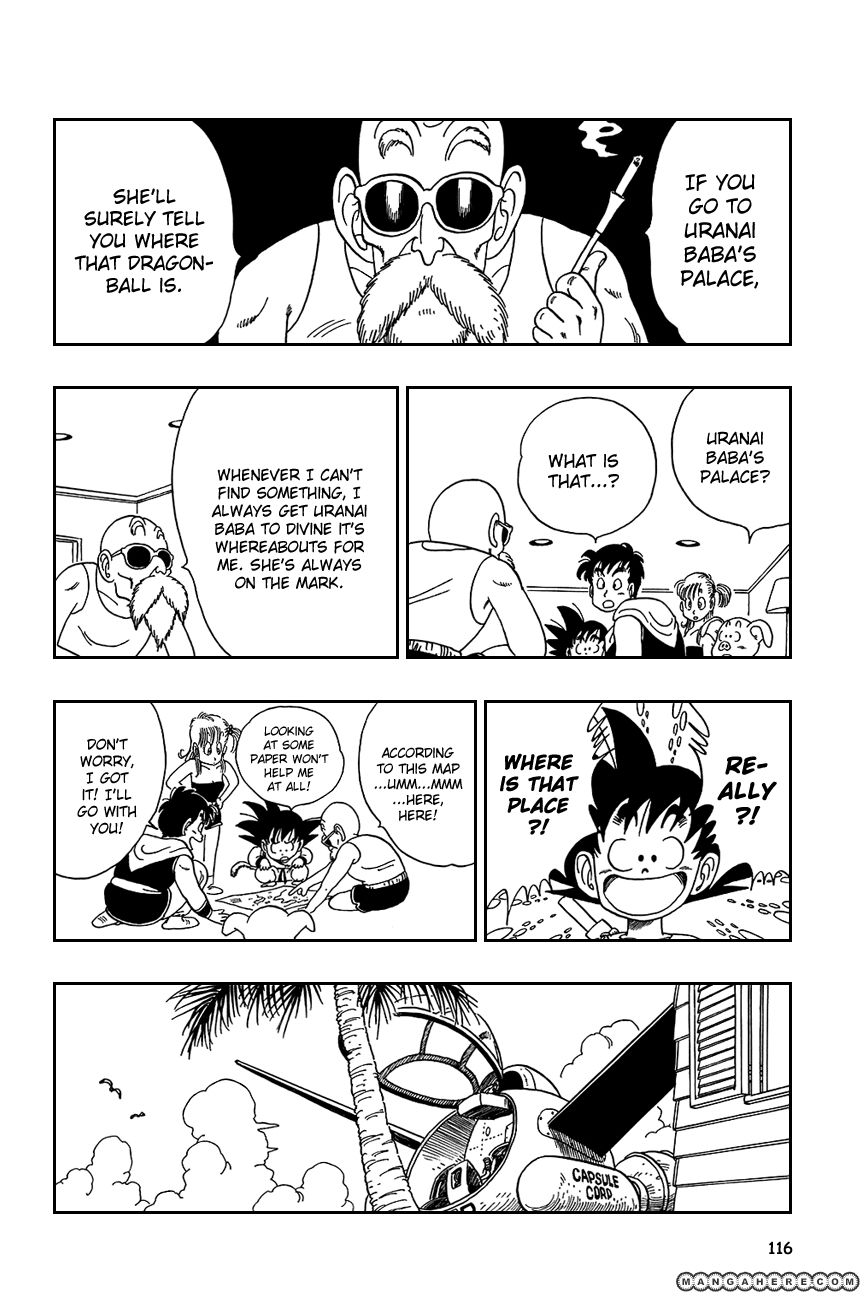 IF YOU
GO TO
URANAI
BABA'S
PALACE,
SHE'LL
SURELY TELL
YOU WHERE
THAT DRAGON-
BALL IS.
URANAI
BABA'S
PALACE?
WHAT IS
THAT...?
WHENEVER I CAN'T
FIND SOMETHING, I
ALWAYS GET URANAI
BABA TO DIVINE IT'S
WHEREABOUTS FOR
ME. SHE'S ALWAYS
ON THE MARK.
RE-
ALLY
?!
WHERE
IS THAT
PLACE
?!
ACCORDING
TO THIS MAP
...UMM...MMM
...HERE,
HERE!
LOOKING
AT SOME
PAPER WON'T
HELP ME
AT ALL!
DON'T
WORRY,
I GOT
IT! I'LL
GO WITH
YOU!
CAPSULE
CORP.
116
MANGAHERE.COM